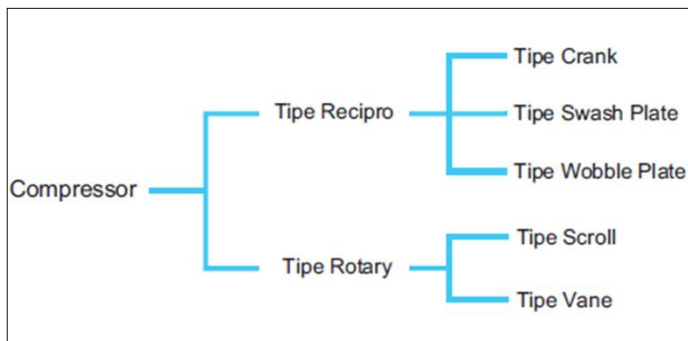 Compressor
Tipe Recipro
Tipe Crank
Tipe Swash Plate
Tipe Wobble Plate
Tipe Rotary
Tipe Scroll
Tipe Vane